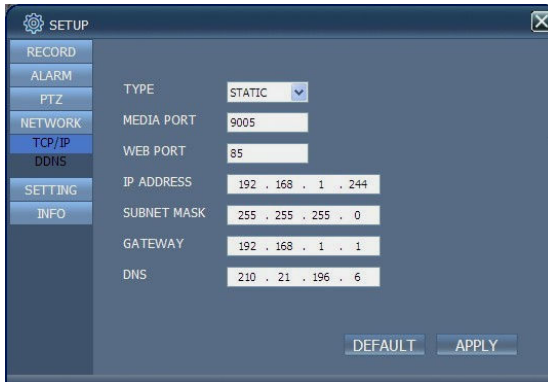 SETUP
RECORD
ALARM
PTZ
NETWORK
TCP/IP
DDNS
SETTING
INFO
TYPE STATIC
MEDIA PORT 9005
WEB PORT 85
IP ADDRESS 192 . 168 . 1 . 244
SUBNET MASK 255 . 255 . 255 . 0
GATEWAY 192 . 168 . 1 . 1
DNS 210 . 21 . 196 . 6
DEFAULT APPLY